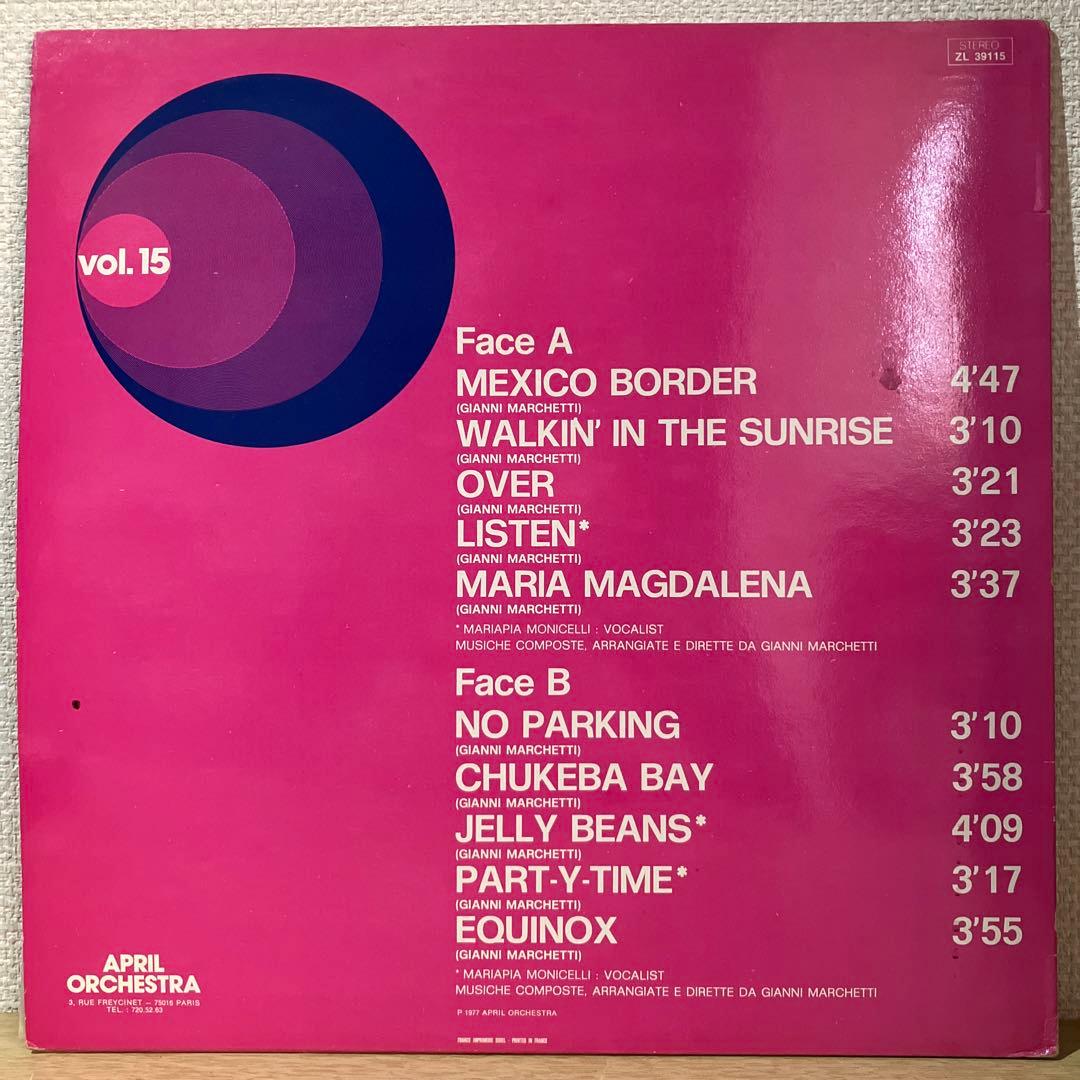 STEREO
ZL 39115
vol. 15
Face A
MEXICO BORDER 4'47
(GIANNI MARCHETTI)
WALKIN' IN THE SUNRISE 3'10
(GIANNI MARCHETTI)
OVER 3'21
(GIANNI MARCHETTI)
LISTEN* 3'23
(GIANNI MARCHETTI)
MARIA MAGDALENA 3'37
(GIANNI MARCHETTI)
* MARIAPIA MONICELLI : VOCALIST
MUSICHE COMPOSTE, ARRANGIATE E DIRETTE DA GIANNI MARCHETTI
Face B
NO PARKING 3'10
(GIANNI MARCHETTI)
CHUKEBA BAY 3'58
(GIANNI MARCHETTI)
JELLY BEANS* 4'09
(GIANNI MARCHETTI)
PART-Y-TIME* 3'17
(GIANNI MARCHETTI)
EQUINOX 3'55
(GIANNI MARCHETTI)
* MARIAPIA MONICELLI : VOCALIST
MUSICHE COMPOSTE, ARRANGIATE E DIRETTE DA GIANNI MARCHETTI
P 1977 APRIL ORCHESTRA
APRIL
ORCHESTRA
3, RUE FREYCINET – 75016 PARIS
TEL. : 720.52.63
FRANCE IMPRIMERIE - PRINTED IN FRANCE